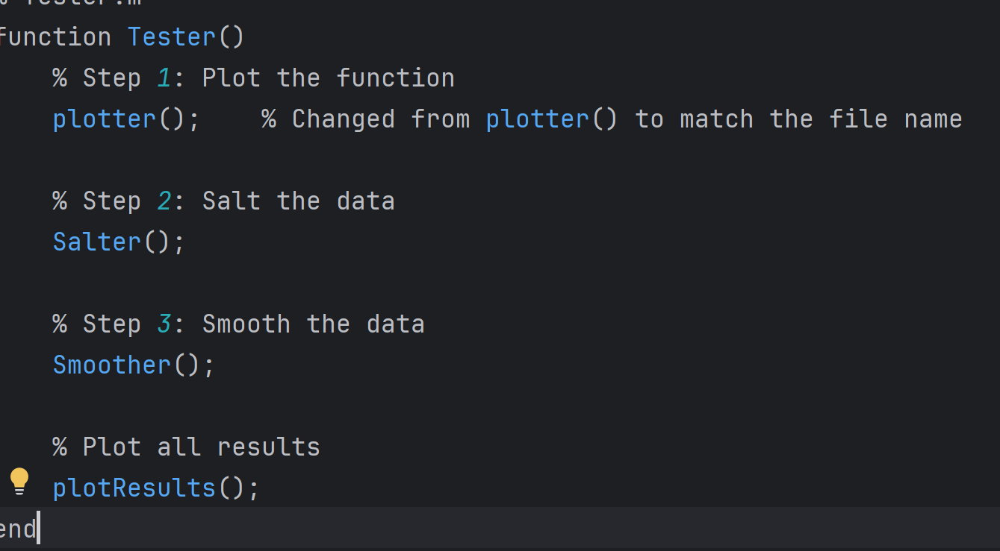 % Tester.m
function Tester()
% Step 1: Plot the function
plotter();    % Changed from plotter() to match the file name
% Step 2: Salt the data
Salter();
% Step 3: Smooth the data
Smoother();
% Plot all results
plotResults();
end